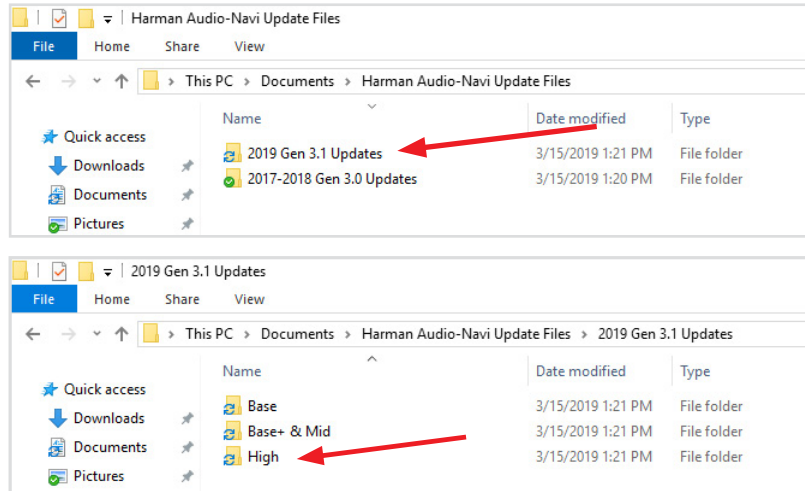 Harman Audio-Navi Update Files
File Home Share View
This PC > Documents > Harman Audio-Navi Update Files
Name Date modified Type
Quick access
2019 Gen 3.1 Updates 3/15/2019 1:21 PM File folder
Downloads
2017-2018 Gen 3.0 Updates 3/15/2019 1:20 PM File folder
Documents
Pictures
2019 Gen 3.1 Updates
File Home Share View
This PC > Documents > Harman Audio-Navi Update Files > 2019 Gen 3.1 Updates
Name Date modified Type
Quick access
Base 3/15/2019 1:21 PM File folder
Downloads
Base+ & Mid 3/15/2019 1:21 PM File folder
Documents
High 3/15/2019 1:21 PM File folder
Pictures